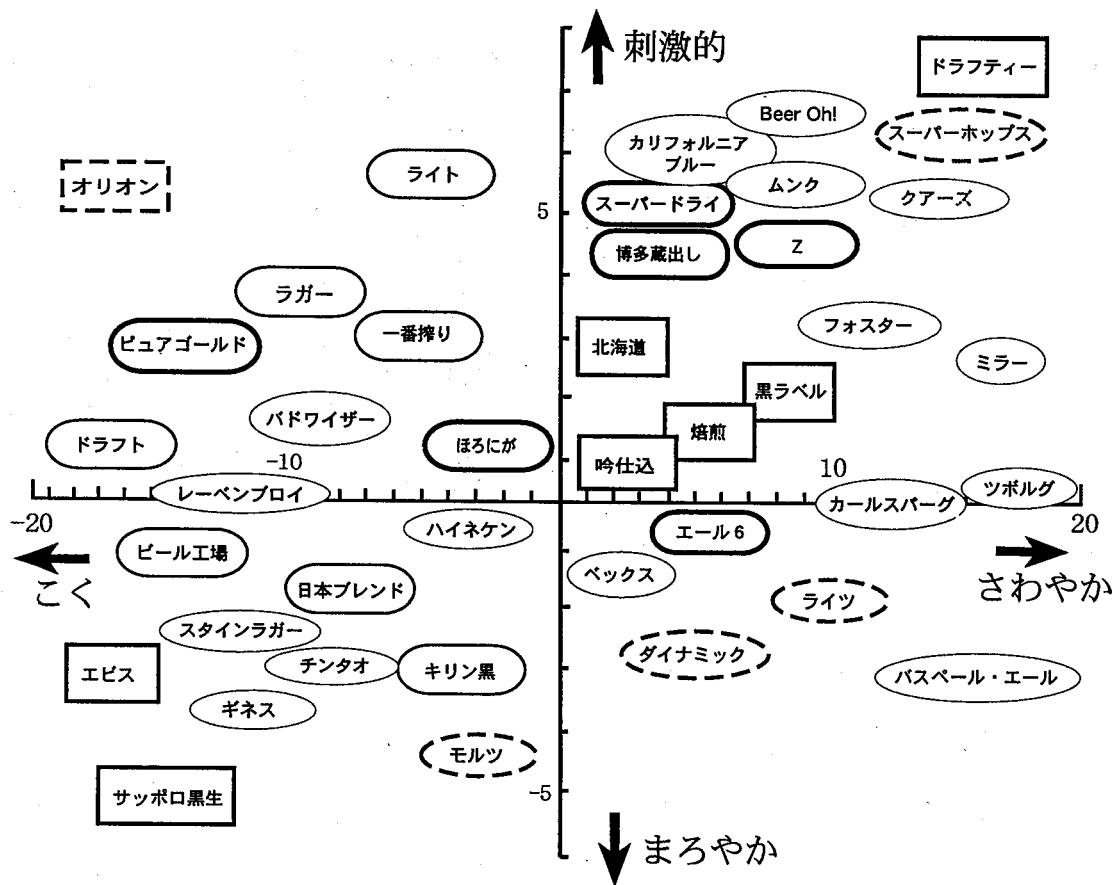 刺激的
ドラフティー
Beer Oh!
スーパーホップス
カリフォルニア
ブルー
ライト
ムンク
オリオン
クアーズ
スーパードライ
5
博多蔵出し
Z
ラガー
一番搾り
フォスター
ピュアゴールド
北海道
ミラー
黒ラベル
バドワイザー
焙煎
ドラフト
ほろにが
-10
吟仕込
10
レーベンブロイ
ツボルグ
カールスバーグ
-20
20
ハイネケン
エール6
ビール工場
ベックス
こく
さわやか
日本ブレンド
ライツ
スタインラガー
ダイナミック
チンタオ
キリン黒
エビス
バスペール・エール
ギネス
モルツ
-5
サッポロ黒生
まろやか